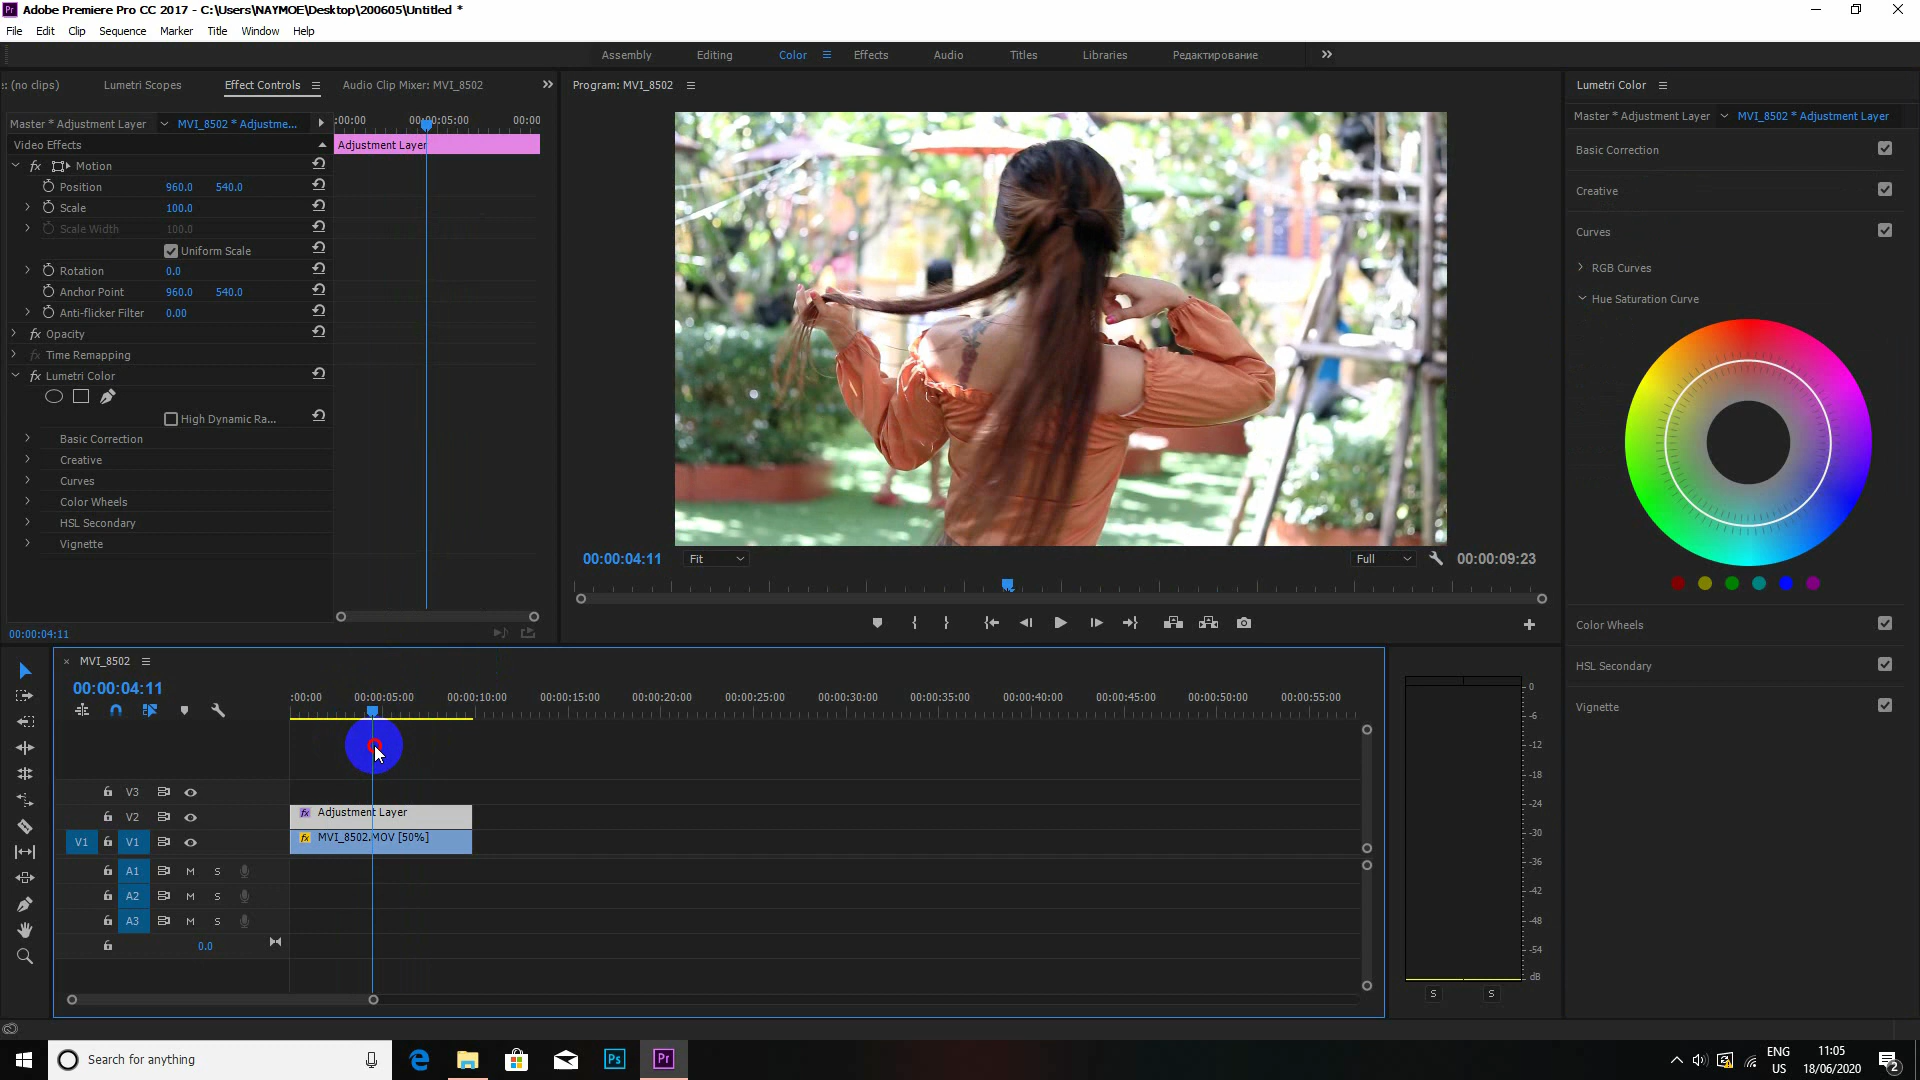 Adobe Premiere Pro CC 2017 - C:\Users\NAYMOE\Desktop\200605\Untitled *
File Edit Clip Sequence Marker Title Window Help
Assembly Editing Color Effects Audio Titles Libraries Редактирование
: (no clips) Lumetri Scopes Effect Controls Audio Clip Mixer: MVI_8502
Program: MVI_8502
Lumetri Color
Master * Adjustment Layer MVI_8502 * Adjustme...
:00:00 00:00:05:00 00:00
Video Effects
Adjustment Layer
fx Motion
Position 960.0 540.0
Scale 100.0
Scale Width 100.0
Uniform Scale
Rotation 0.0
Anchor Point 960.0 540.0
Anti-flicker Filter 0.00
fx Opacity
fx Time Remapping
fx Lumetri Color
High Dynamic Ra...
Basic Correction
Creative
Curves
Color Wheels
HSL Secondary
Vignette
00:00:04:11
00:00:04:11 Fit Full 00:00:09:23
Master * Adjustment Layer MVI_8502 * Adjustment Layer
Basic Correction
Creative
Curves
RGB Curves
Hue Saturation Curve
Color Wheels
HSL Secondary
Vignette
× MVI_8502
00:00:04:11
:00:00 00:00:05:00 00:00:10:00 00:00:15:00 00:00:20:00 00:00:25:00 00:00:30:00 00:00:35:00 00:00:40:00 00:00:45:00 00:00:50:00 00:00:55:00
V3
V2 fx Adjustment Layer
V1 V1 fx MVI_8502.MOV [50%]
A1 M S
A2 M S
A3 M S
0.0
0
-6
-12
-18
-24
-30
-36
-42
-48
-54
dB
S S
Search for anything
Ps Pr
ENG
US
11:05
18/06/2020
2